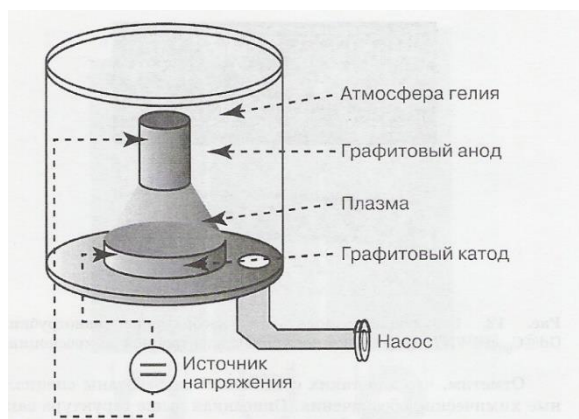 Атмосфера гелия
Графитовый анод
Плазма
Графитовый катод
Насос
Источник
напряжения